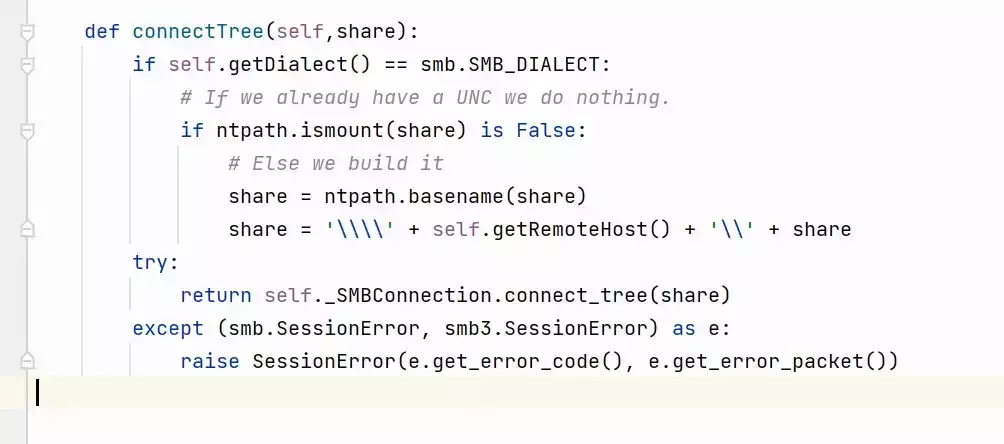 def connectTree(self,share):
    if self.getDialect() == smb.SMB_DIALECT:
        # If we already have a UNC we do nothing.
        if ntpath.ismount(share) is False:
            # Else we build it
            share = ntpath.basename(share)
            share = '\\\\' + self.getRemoteHost() + '\\' + share
    try:
        return self._SMBConnection.connect_tree(share)
    except (smb.SessionError, smb3.SessionError) as e:
        raise SessionError(e.get_error_code(), e.get_error_packet())